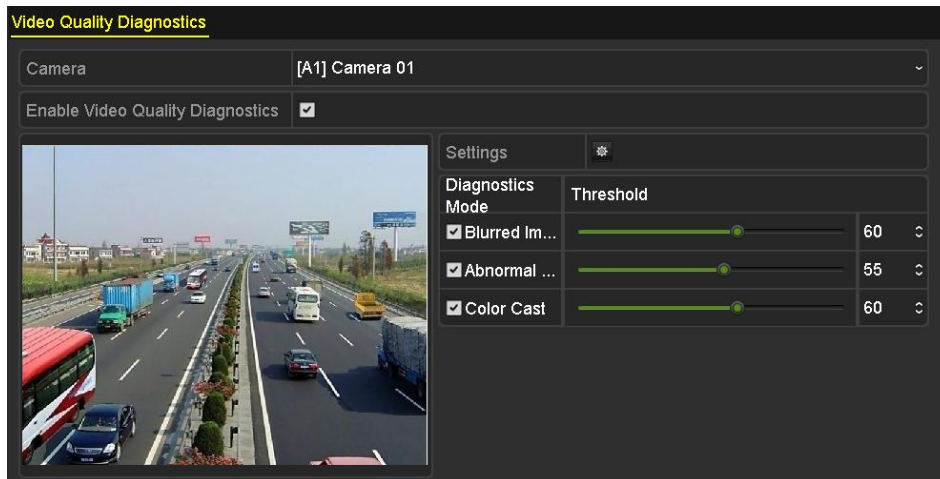 Video Quality Diagnostics
Camera
[A1] Camera 01
Enable Video Quality Diagnostics
Settings
Diagnostics
Mode
Threshold
Blurred Im...
60
Abnormal ...
55
Color Cast
60